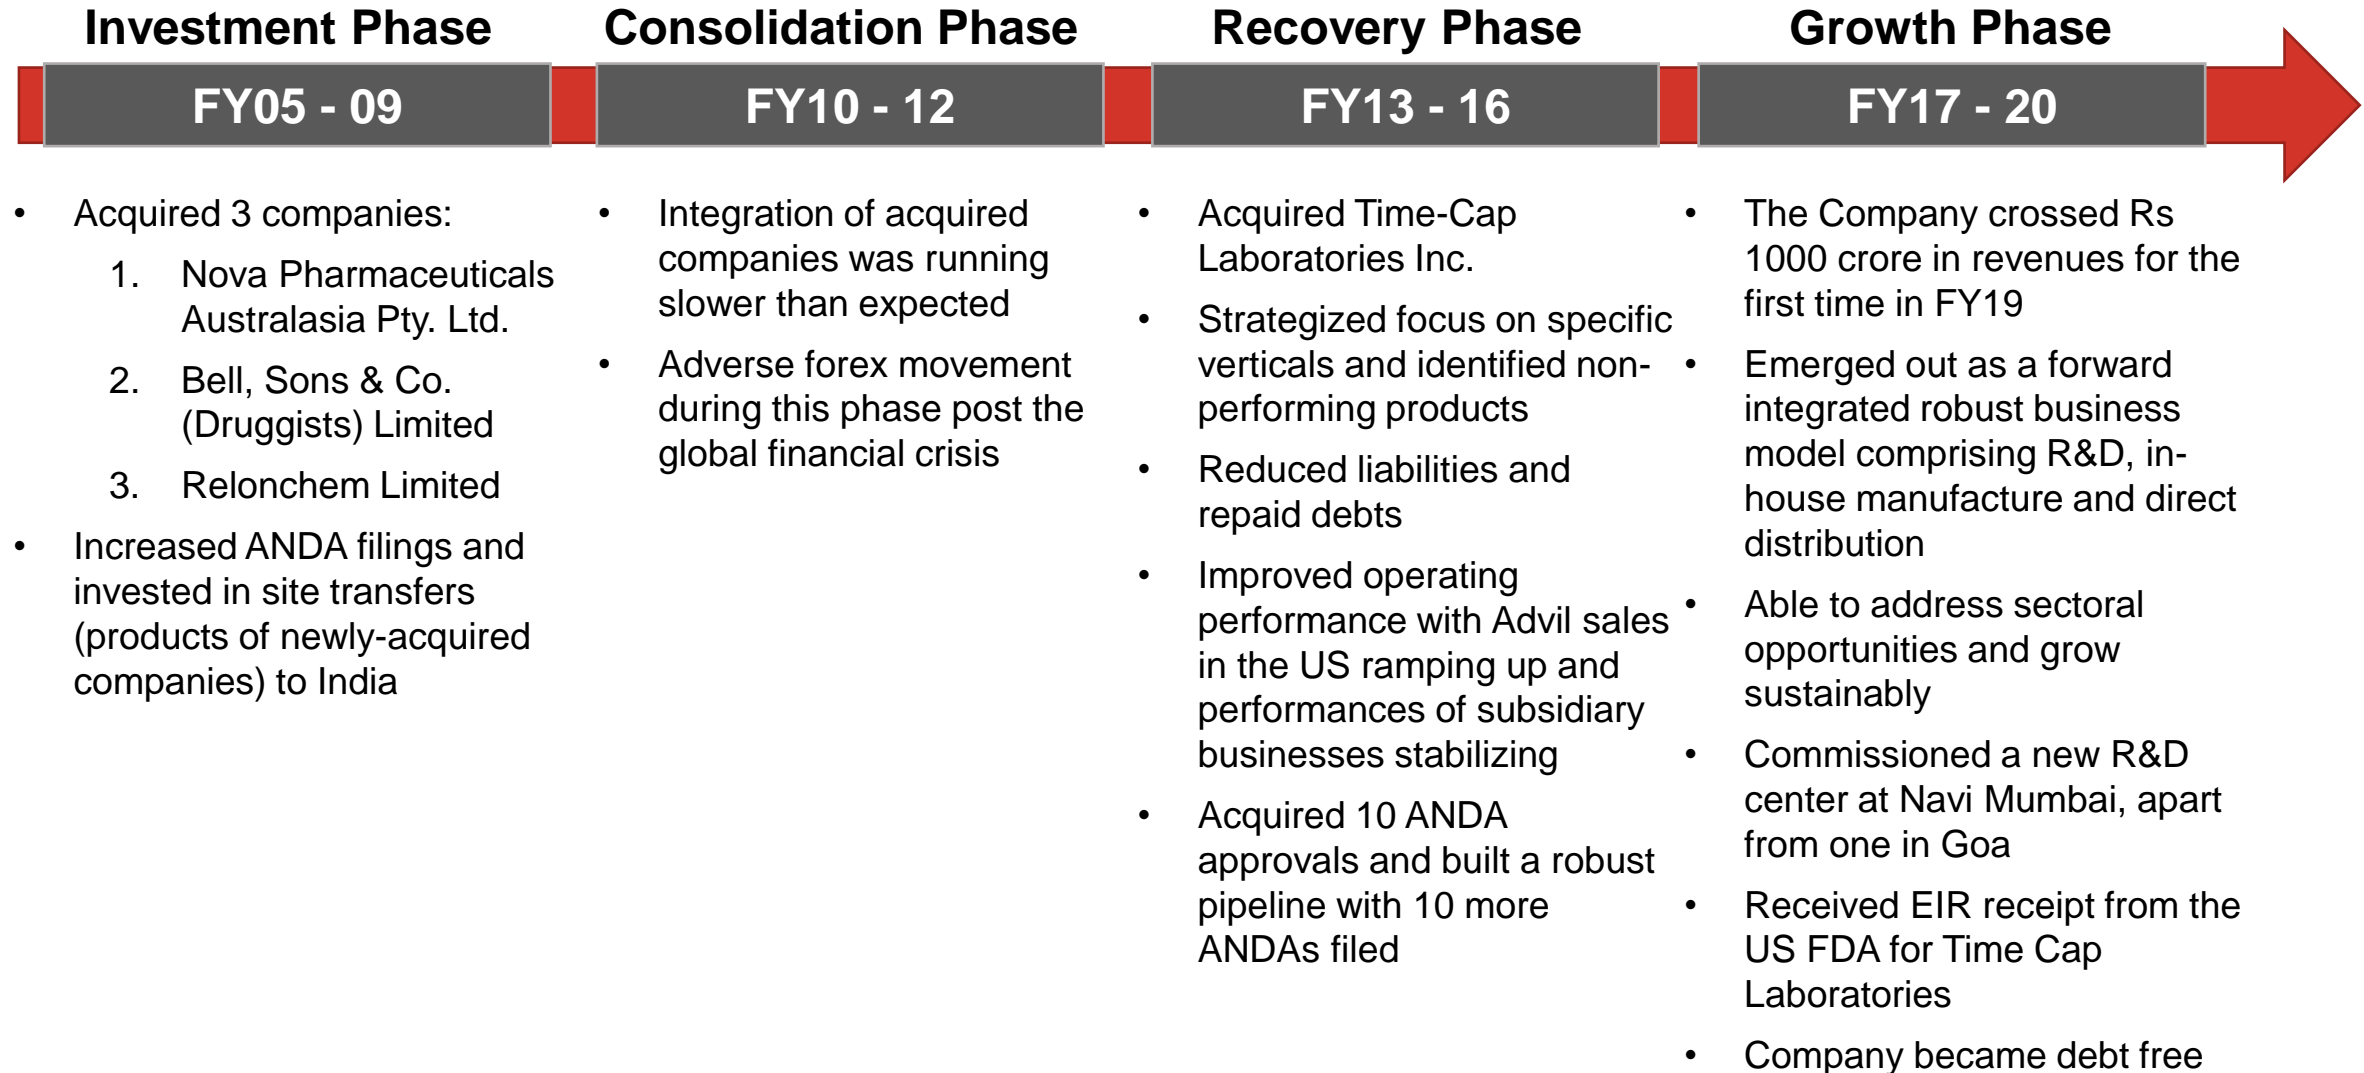 Investment Phase
FY05 - 09
• Acquired 3 companies:
1. Nova Pharmaceuticals
Australasia Pty. Ltd.
2. Bell, Sons & Co.
(Druggists) Limited
3. Relonchem Limited
• Increased ANDA filings and
invested in site transfers
(products of newly-acquired
companies) to India
Consolidation Phase
FY10 - 12
• Integration of acquired
companies was running
slower than expected
• Adverse forex movement
during this phase post the
global financial crisis
Recovery Phase
FY13 - 16
• Acquired Time-Cap
Laboratories Inc.
• Strategized focus on specific
verticals and identified non-
performing products
• Reduced liabilities and
repaid debts
• Improved operating
performance with Advil sales
in the US ramping up and
performances of subsidiary
businesses stabilizing
• Acquired 10 ANDA
approvals and built a robust
pipeline with 10 more
ANDAs filed
Growth Phase
FY17 - 20
• The Company crossed Rs
1000 crore in revenues for the
first time in FY19
• Emerged out as a forward
integrated robust business
model comprising R&D, in-
house manufacture and direct
distribution
• Able to address sectoral
opportunities and grow
sustainably
• Commissioned a new R&D
center at Navi Mumbai, apart
from one in Goa
• Received EIR receipt from the
US FDA for Time Cap
Laboratories
• Company became debt free